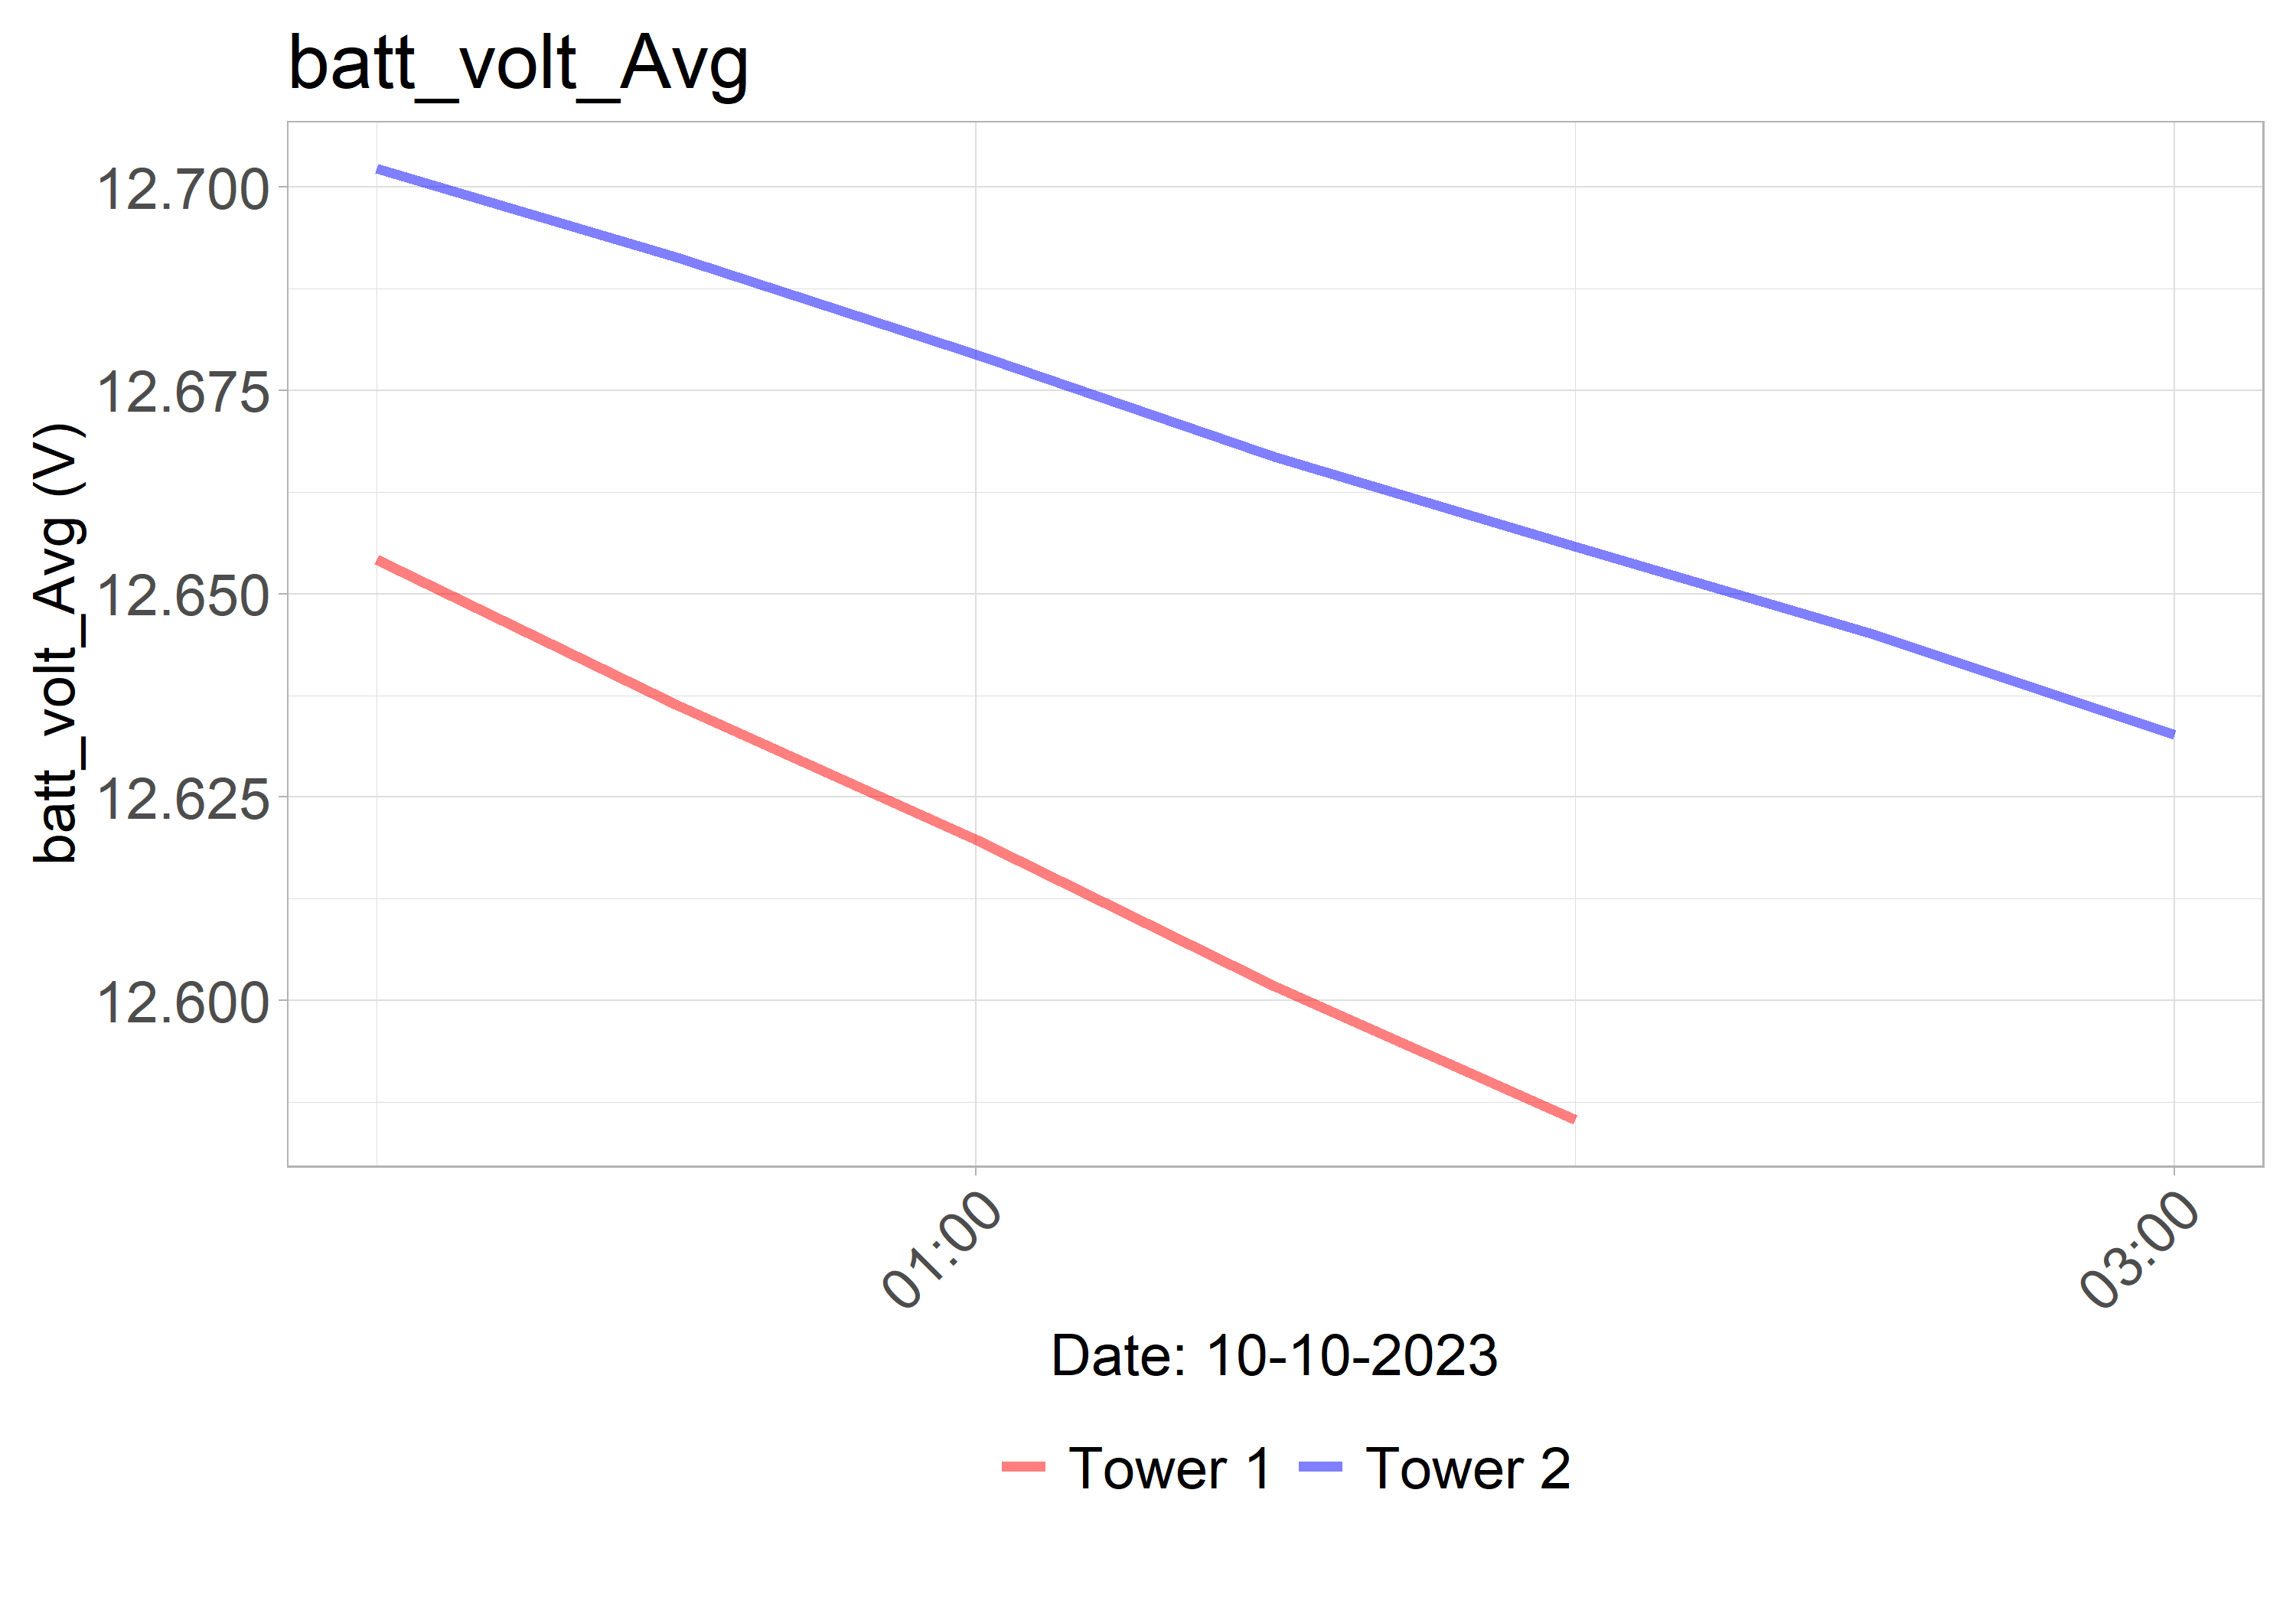 batt_volt_Avg
batt_volt_Avg (V)
12.700
12.675
12.650
12.625
12.600
01:00
03:00
Date: 10-10-2023
Tower 1
Tower 2